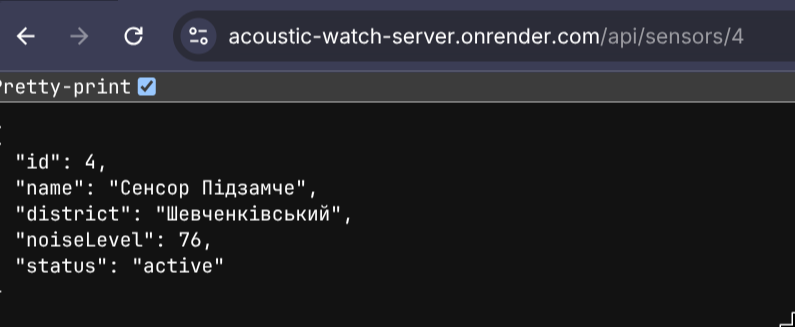 acoustic-watch-server.onrender.com/api/sensors/4
Pretty-print
{
"id": 4,
"name": "Сенсор Підзамче",
"district": "Шевченківський",
"noiseLevel": 76,
"status": "active"
}